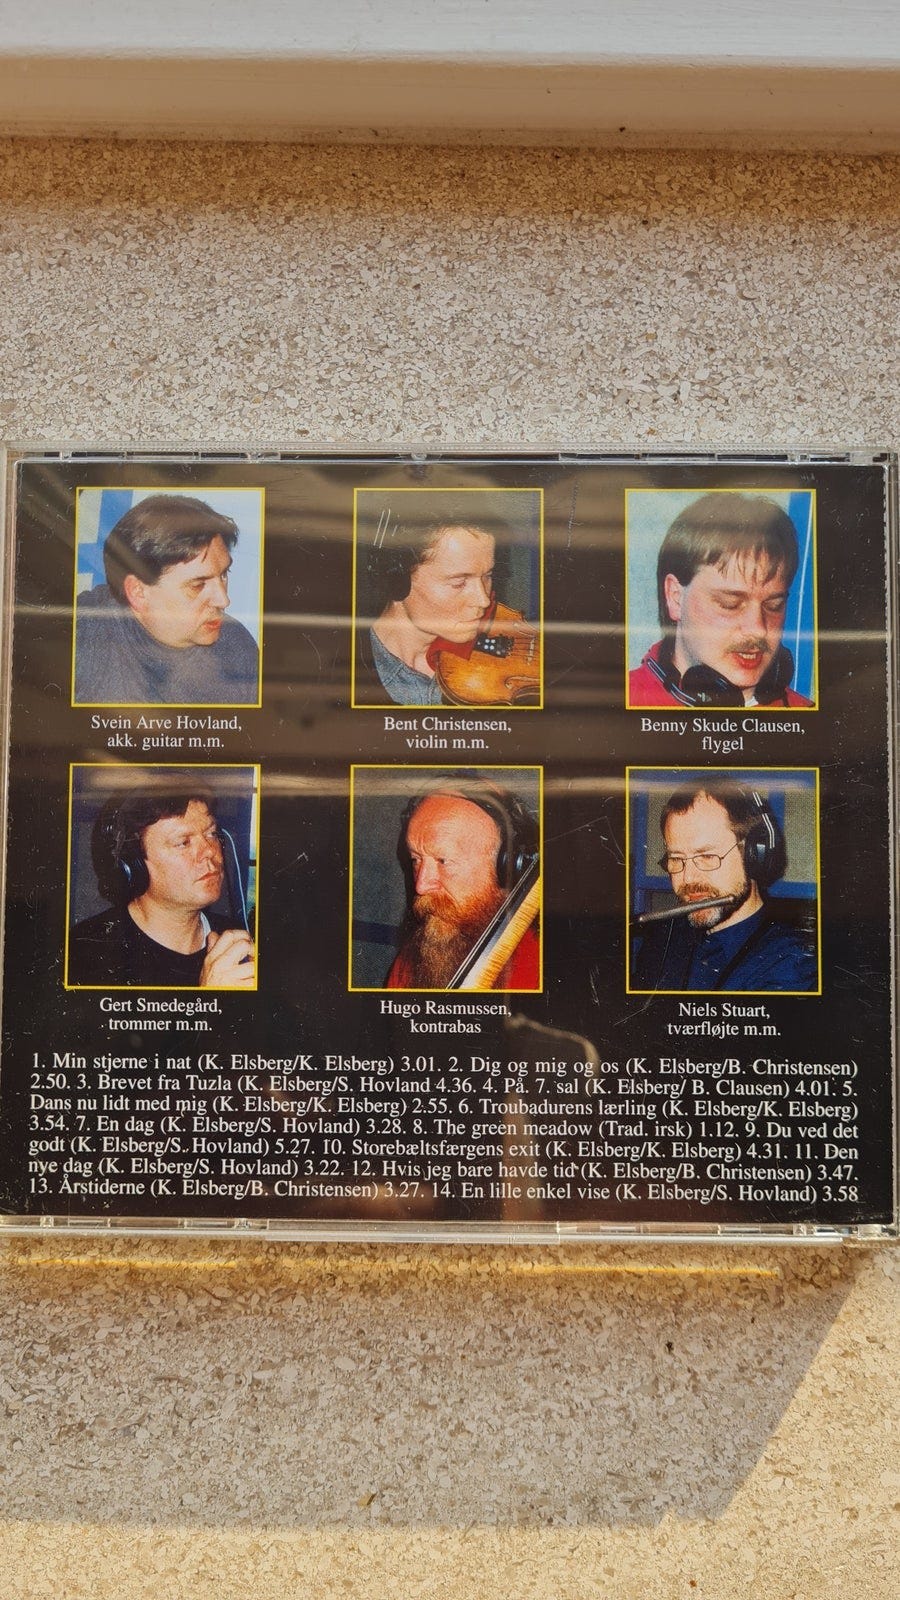 Svein Arve Hovland,
akk. guitar m.m.
Bent Christensen,
violin m.m.
Benny Skude Clausen,
flygel
Gert Smedegård,
trommer m.m.
Hugo Rasmussen,
kontrabas
Niels Stuart,
tværfløjte m.m.
1. Min stjerne i nat (K. Elsberg/K. Elsberg) 3.01. 2. Dig og mig og os (K. Elsberg/B. Christensen)
2.50. 3. Brevet fra Tuzla (K. Elsberg/S. Hovland 4.36. 4. På. 7. sal (K. Elsberg/ B. Clausen) 4.01. 5.
Dans nu lidt med mig (K. Elsberg/K. Elsberg) 2.55. 6. Troubadurens lærling (K. Elsberg/K. Elsberg)
3.54. 7. En dag (K. Elsberg/S. Hovland) 3.28. 8. The green meadow (Trad. irsk) 1.12. 9. Du ved det
godt (K. Elsberg/S. Hovland) 5.27. 10. Storebæltsfærgens exit (K. Elsberg/K. Elsberg) 4.31. 11. Den
nye dag (K. Elsberg/S. Hovland) 3.22. 12. Hvis jeg bare havde tid (K. Elsberg/B. Christensen) 3.47.
13. Årstiderne (K. Elsberg/B. Christensen) 3.27. 14. En lille enkel vise (K. Elsberg/S. Hovland) 3.58